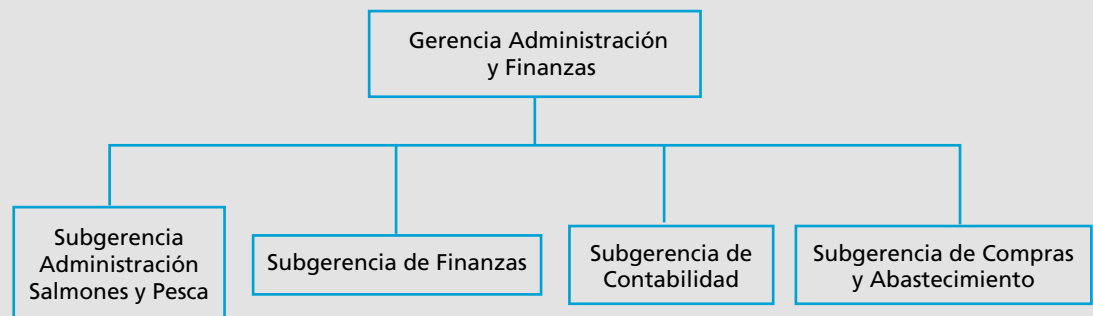 Gerencia Administración
y Finanzas
Subgerencia
Administración
Salmones y Pesca
Subgerencia de Finanzas
Subgerencia de
Contabilidad
Subgerencia de Compras
y Abastecimiento